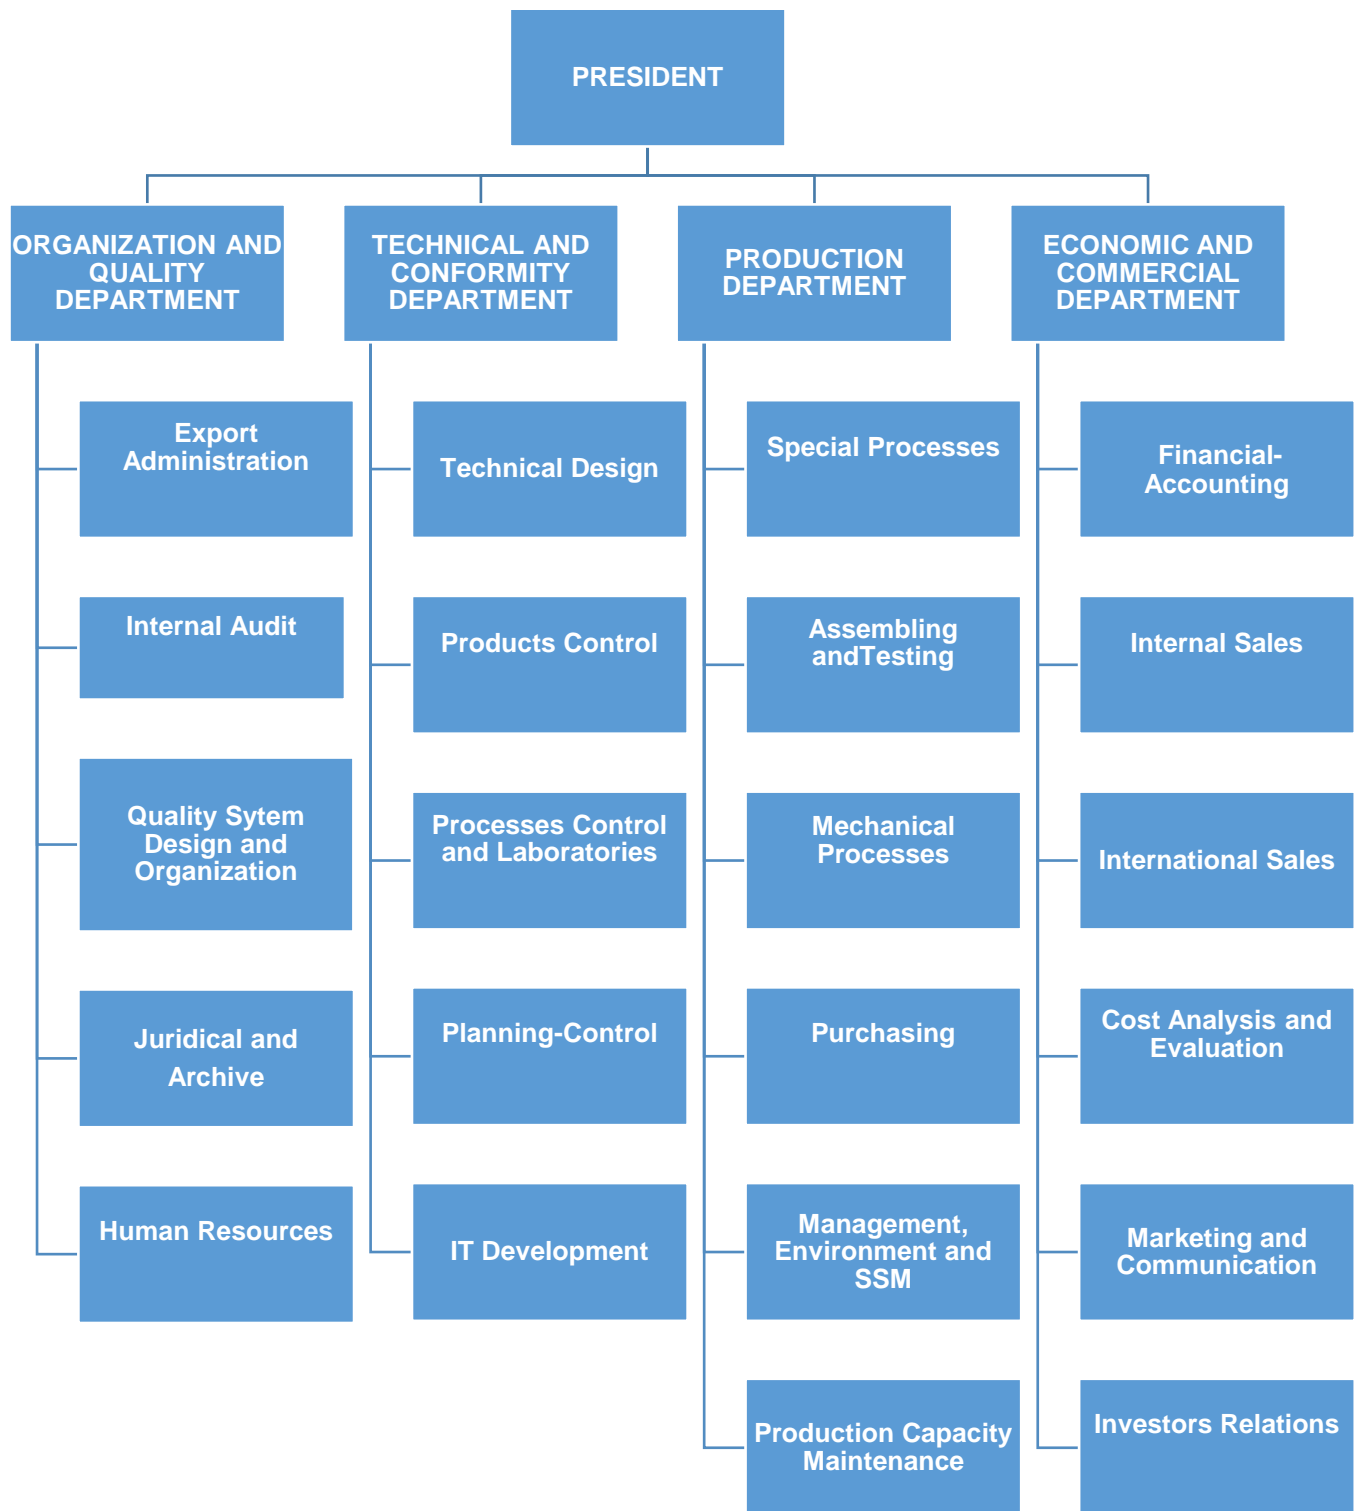 PRESIDENT
ORGANIZATION AND
QUALITY
DEPARTMENT
TECHNICAL AND
CONFORMITY
DEPARTMENT
PRODUCTION
DEPARTMENT
ECONOMIC AND
COMMERCIAL
DEPARTMENT
Export
Administration
Internal Audit
Quality Sytem
Design and
Organization
Juridical and
Archive
Human Resources
Technical Design
Products Control
Processes Control
and Laboratories
Planning-Control
IT Development
Special Processes
Assembling
andTesting
Mechanical
Processes
Purchasing
Management,
Environment and
SSM
Production Capacity
Maintenance
Financial-
Accounting
Internal Sales
International Sales
Cost Analysis and
Evaluation
Marketing and
Communication
Investors Relations